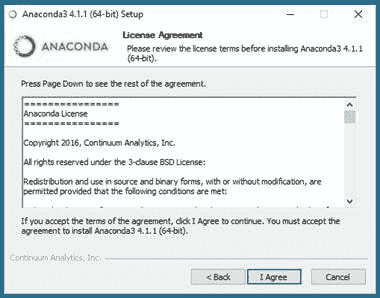 Anaconda3 4.1.1 (64-bit) Setup
ANACONDA
License Agreement
Please review the license terms before installing Anaconda3 4.1.1
(64-bit).
Press Page Down to see the rest of the agreement.
================
Anaconda License
================
Copyright 2016, Continuum Analytics, Inc.
All rights reserved under the 3-clause BSD License:
Redistribution and use in source and binary forms, with or without modification, are
permitted provided that the following conditions are met:
If you accept the terms of the agreement, click I Agree to continue. You must accept the
agreement to install Anaconda3 4.1.1 (64-bit).
Continuum Analytics, Inc.
< Back
I Agree
Cancel